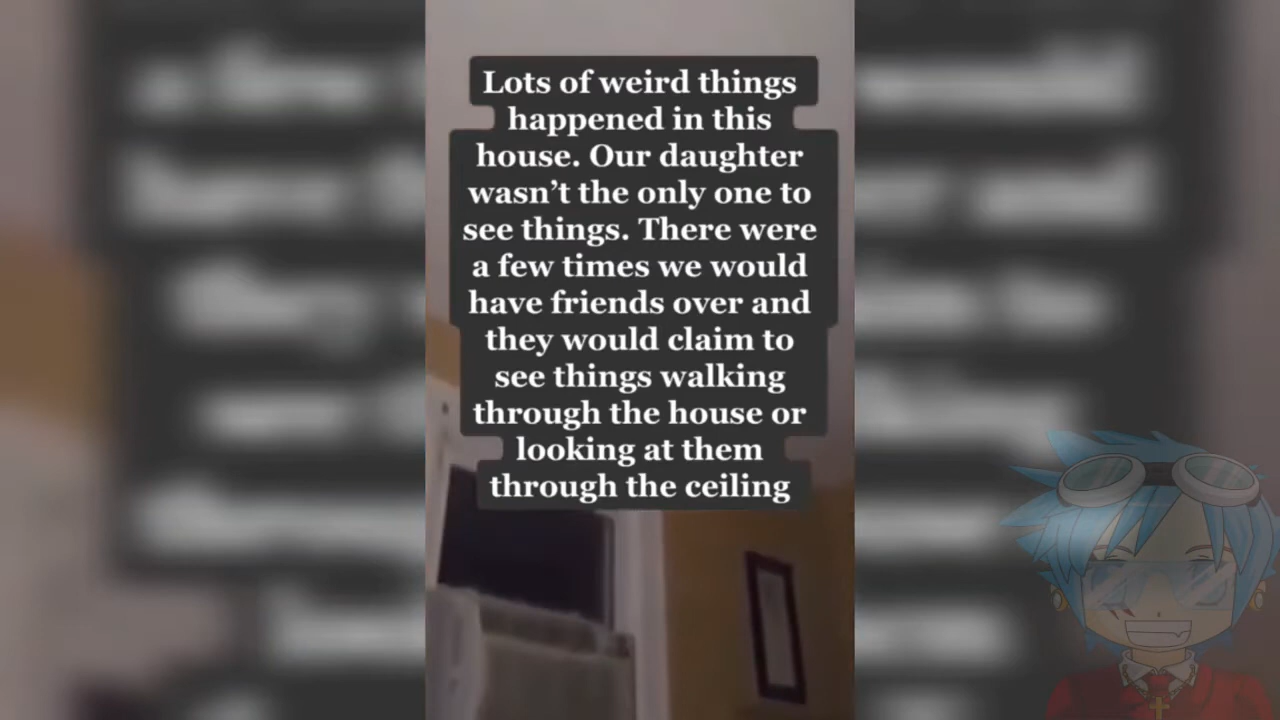 Lots of weird things
happened in this
house. Our daughter
wasn’t the only one to
see things. There were
a few times we would
have friends over and
they would claim to
see things walking
through the house or
looking at them
through the ceiling